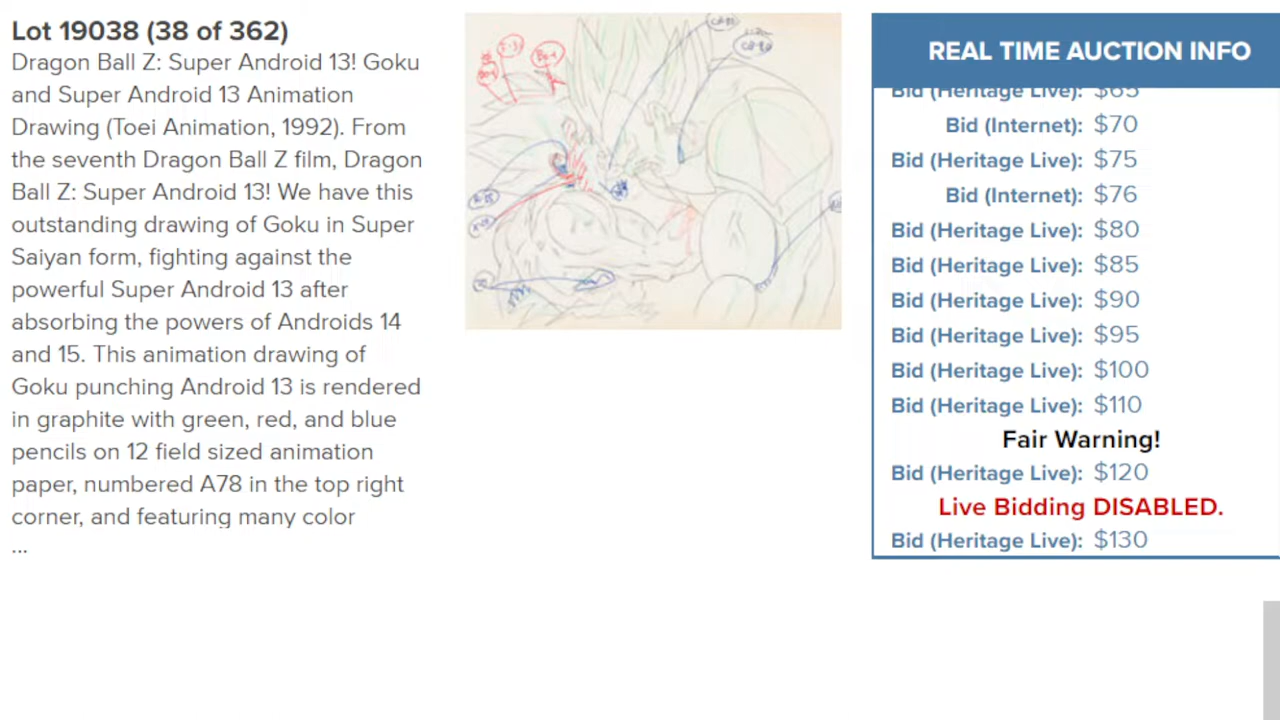 Lot 19038 (38 of 362)
Dragon Ball Z: Super Android 13! Goku
and Super Android 13 Animation
Drawing (Toei Animation, 1992). From
the seventh Dragon Ball Z film, Dragon
Ball Z: Super Android 13! We have this
outstanding drawing of Goku in Super
Saiyan form, fighting against the
powerful Super Android 13 after
absorbing the powers of Androids 14
and 15. This animation drawing of
Goku punching Android 13 is rendered
in graphite with green, red, and blue
pencils on 12 field sized animation
paper, numbered A78 in the top right
corner, and featuring many color
...
REAL TIME AUCTION INFO
Bid (Heritage Live): $65
Bid (Internet): $70
Bid (Heritage Live): $75
Bid (Internet): $76
Bid (Heritage Live): $80
Bid (Heritage Live): $85
Bid (Heritage Live): $90
Bid (Heritage Live): $95
Bid (Heritage Live): $100
Bid (Heritage Live): $110
Fair Warning!
Bid (Heritage Live): $120
Live Bidding DISABLED.
Bid (Heritage Live): $130